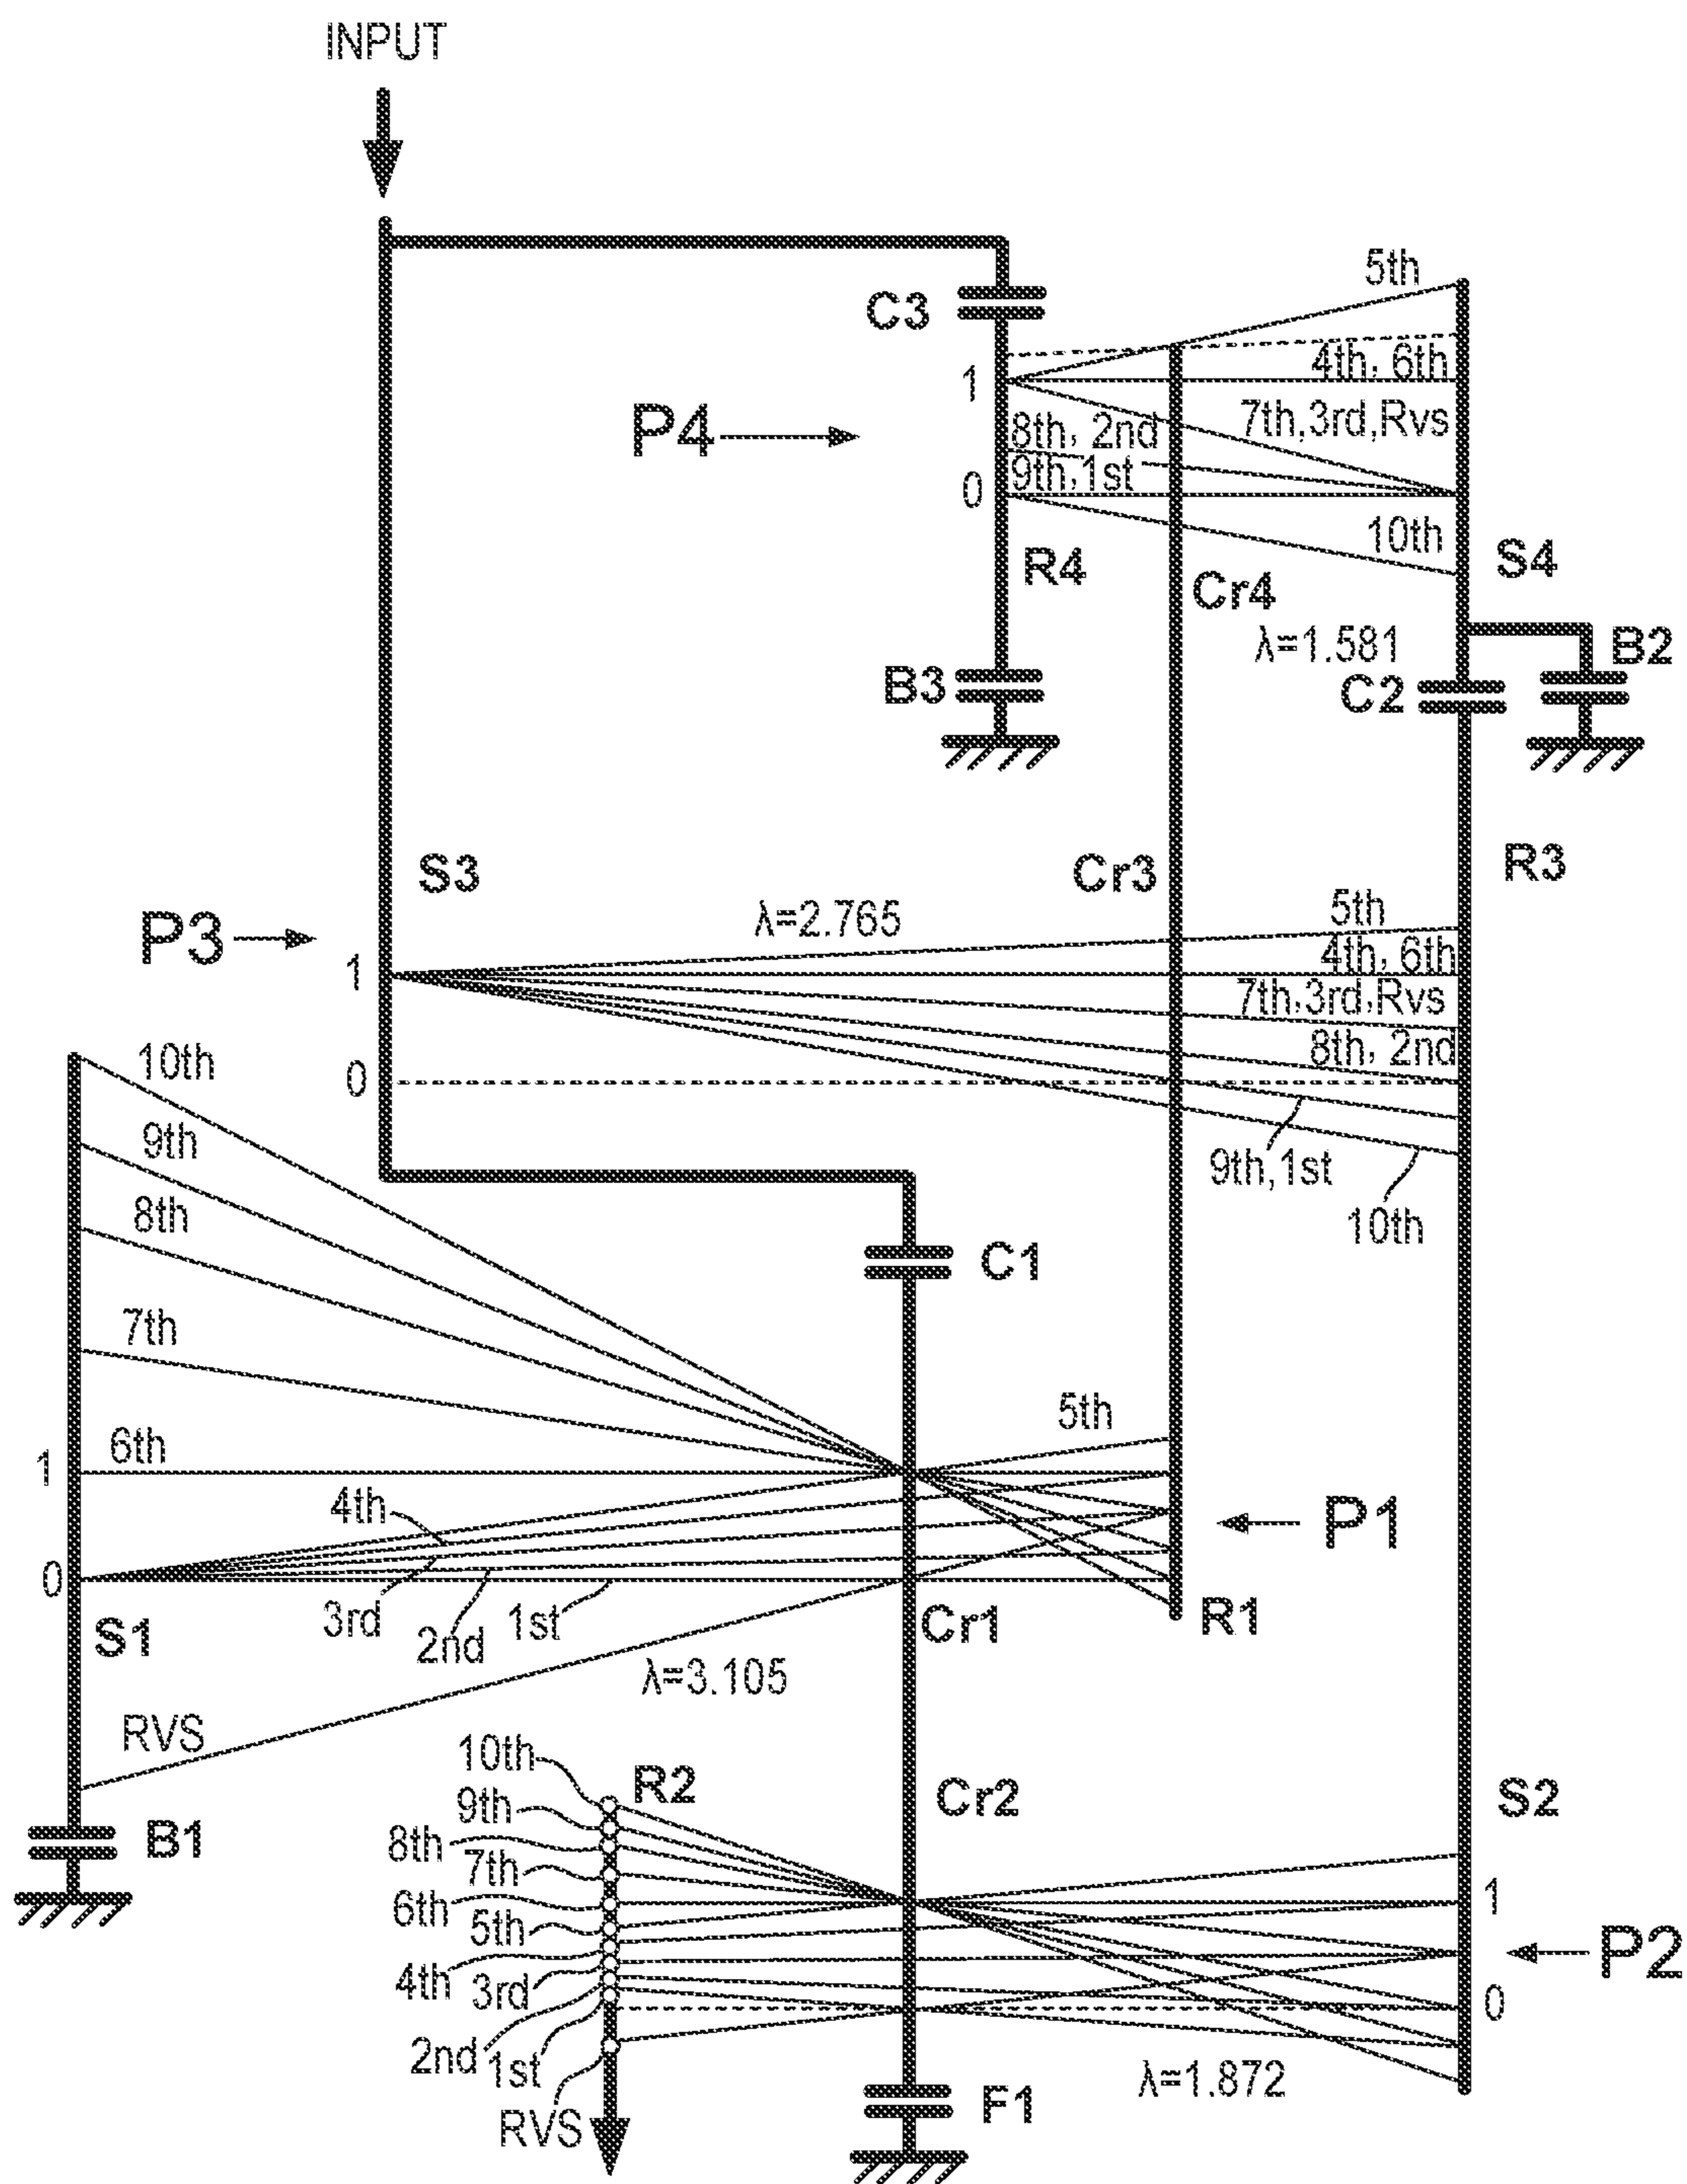 INPUT
5th
C3
4th, 6th
1
P4
7th,3rd,Rvs
8th, 2nd
9th,1st
0
10th
R4
S4
Cr4
λ=1.581
B2
B3
C2
S3
Cr3
R3
λ=2.765
5th
P3
4th, 6th
1
7th,3rd,Rvs
8th, 2nd
0
10th
9th
9th,1st
8th
10th
C1
7th
5th
6th
1
4th
P1
0
3rd
2nd
1st
S1
Cr1
R1
λ=3.105
RVS
10th
R2
Cr2
S2
9th
B1
8th
7th
1
6th
5th
P2
4th
3rd
0
2nd
1st
λ=1.872
F1
RVS